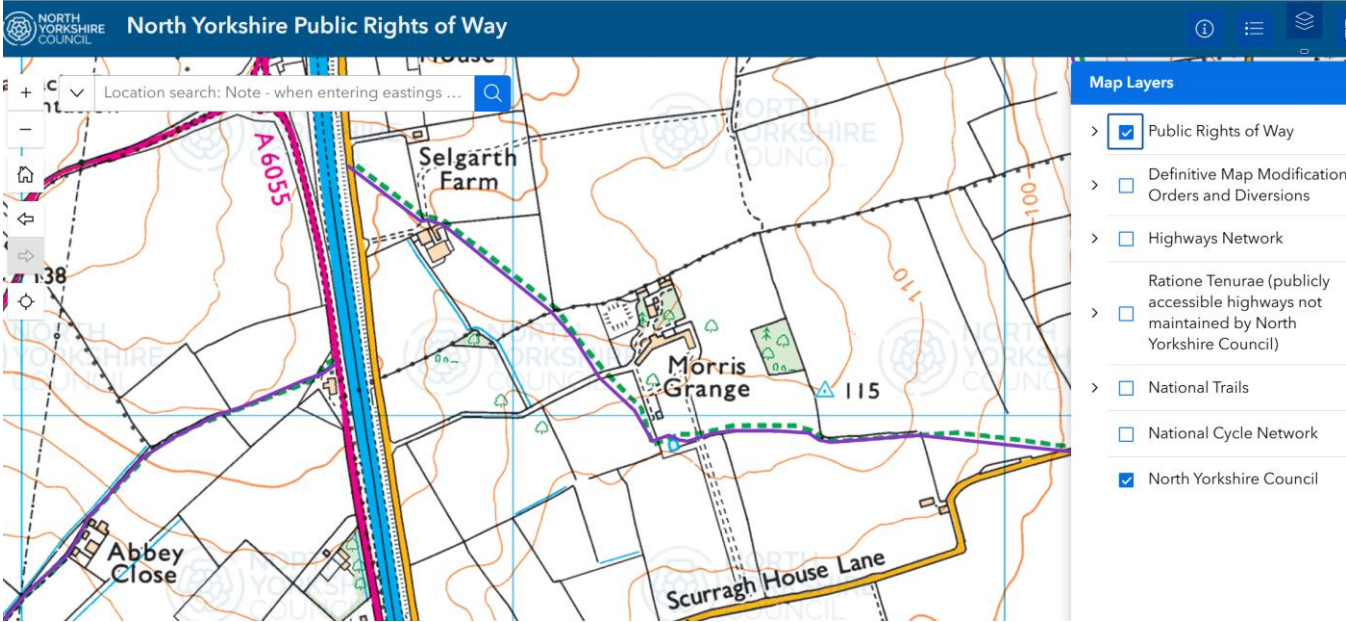 NORTH
YORKSHIRE
COUNCIL
North Yorkshire Public Rights of Way
Location search: Note - when entering eastings ...
Map Layers
Public Rights of Way
Definitive Map Modification
Orders and Diversions
Highways Network
Ratione Tenurae (publicly
accessible highways not
maintained by North
Yorkshire Council)
National Trails
National Cycle Network
North Yorkshire Council
House
A 6055
Selgarth
Farm
100
138
110
Morris
Grange
115
Abbey
Close
Scurragh House Lane
NORTH
YORKSHIRE
COUNCIL